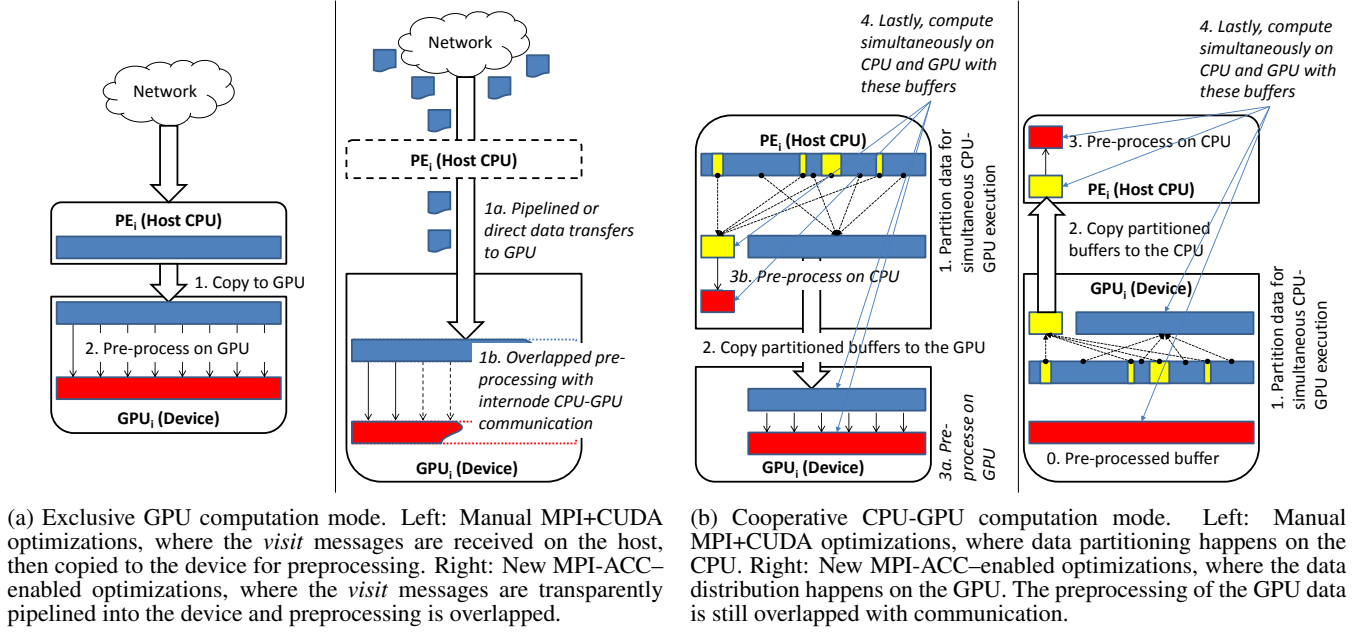 Network
PEi (Host CPU)
1. Copy to GPU
2. Pre-process on GPU
GPUi (Device)
Network
PEi (Host CPU)
1a. Pipelined or
direct data transfers
to GPU
1b. Overlapped pre-
processing with
internode CPU-GPU
communication
GPUi (Device)
4. Lastly, compute
simultaneously on
CPU and GPU with
these buffers
PEi (Host CPU)
3b. Pre-process on CPU
1. Partition data for
simultaneous CPU-
GPU execution
2. Copy partitioned buffers to the GPU
GPUi (Device)
3a. Pre-
processe on
GPU
4. Lastly, compute
simultaneously on
CPU and GPU with
these buffers
3. Pre-process on CPU
PEi (Host CPU)
2. Copy partitioned
buffers to the CPU
GPUi (Device)
1. Partition data for
simultaneous CPU-
GPU execution
0. Pre-processed buffer
(a) Exclusive GPU computation mode. Left: Manual MPI+CUDA
optimizations, where the visit messages are received on the host,
then copied to the device for preprocessing. Right: New MPI-ACC–
enabled optimizations, where the visit messages are transparently
pipelined into the device and preprocessing is overlapped.
(b) Cooperative CPU-GPU computation mode. Left: Manual
MPI+CUDA optimizations, where data partitioning happens on the
CPU. Right: New MPI-ACC–enabled optimizations, where the data
distribution happens on the GPU. The preprocessing of the GPU data
is still overlapped with communication.